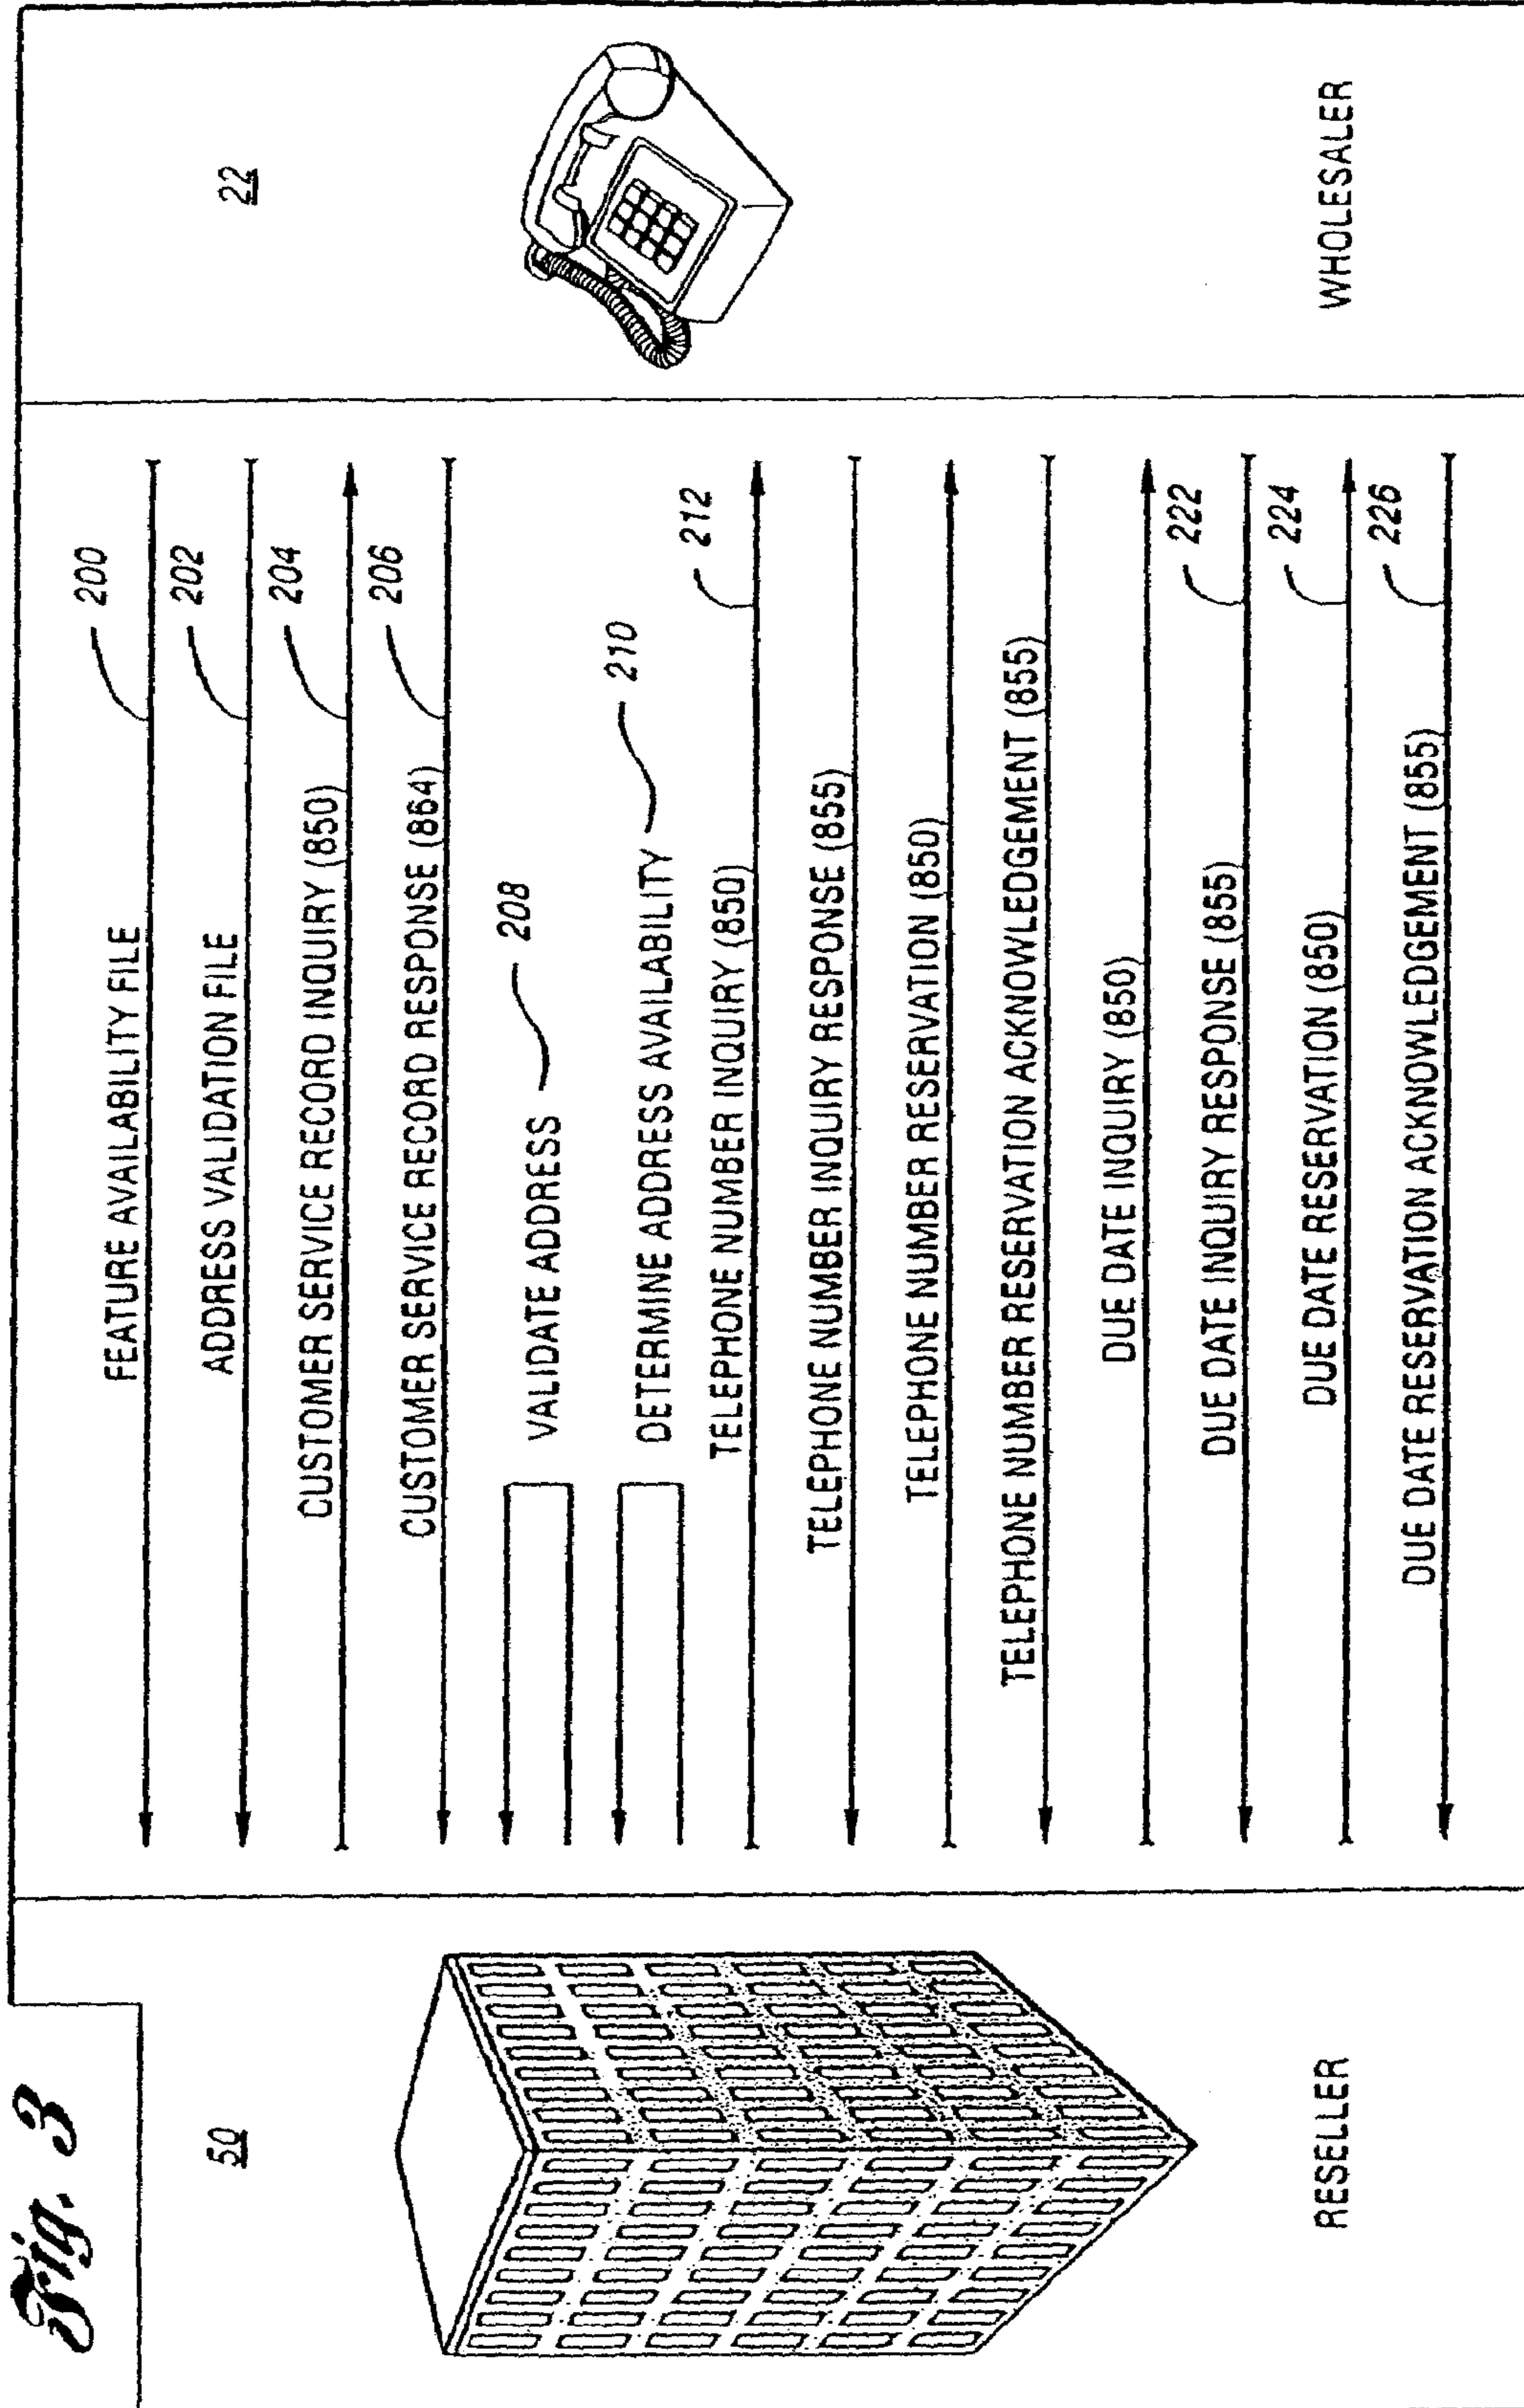 Fig. 3
50
22
FEATURE AVAILABILITY FILE
200
ADDRESS VALIDATION FILE
202
CUSTOMER SERVICE RECORD INQUIRY (850)
204
CUSTOMER SERVICE RECORD RESPONSE (864)
206
VALIDATE ADDRESS
208
DETERMINE ADDRESS AVAILABILITY
210
TELEPHONE NUMBER INQUIRY (850)
212
TELEPHONE NUMBER INQUIRY RESPONSE (855)
TELEPHONE NUMBER RESERVATION (850)
TELEPHONE NUMBER RESERVATION ACKNOWLEDGEMENT (855)
DUE DATE INQUIRY (850)
DUE DATE INQUIRY RESPONSE (855)
222
DUE DATE RESERVATION (850)
224
DUE DATE RESERVATION ACKNOWLEDGEMENT (855)
226
RESELLER
WHOLESALER